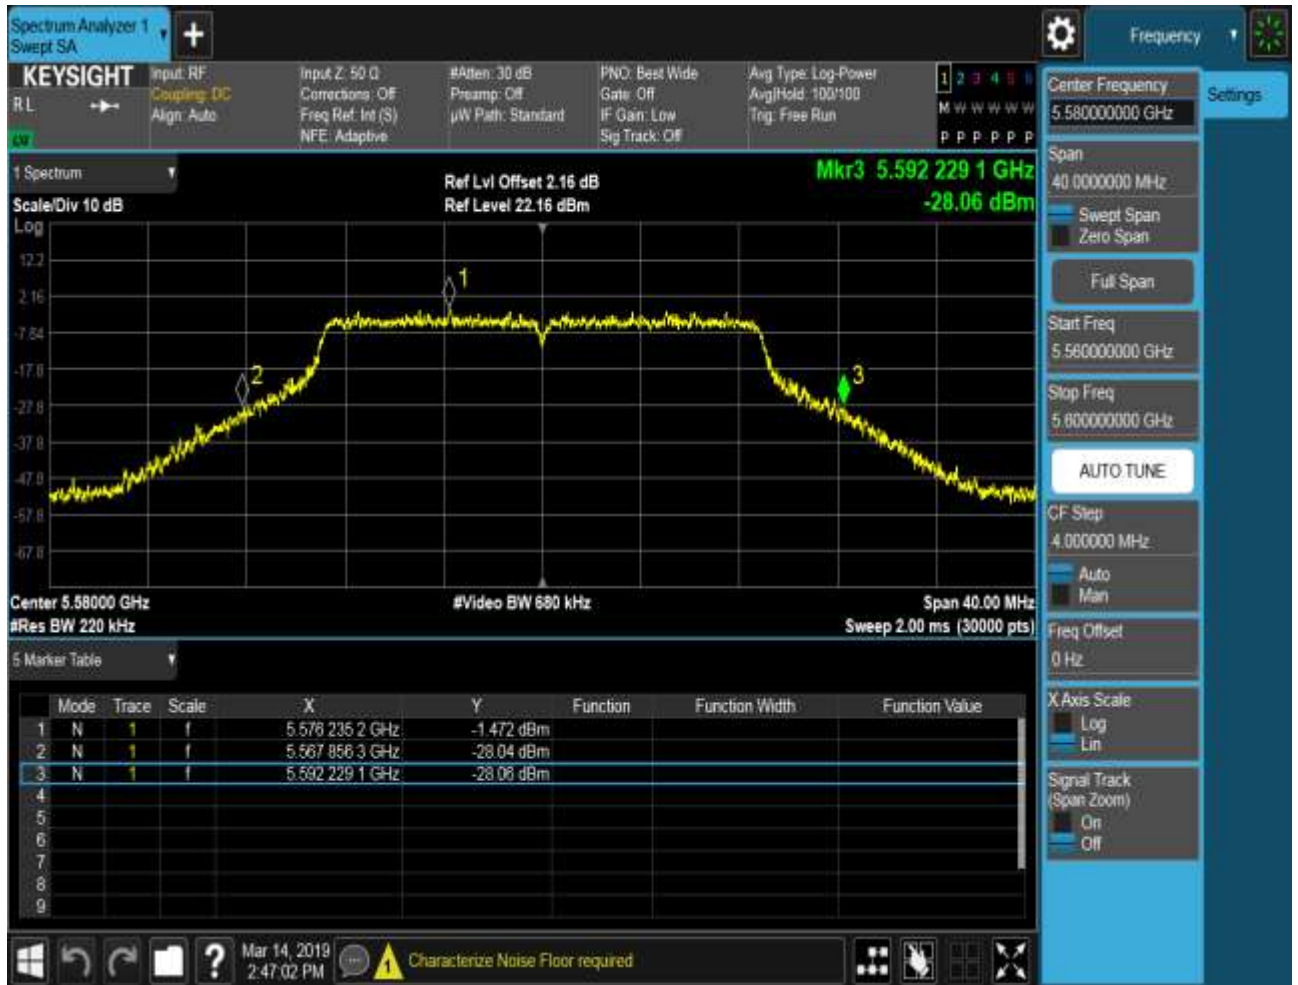 Spectrum Analyzer 1
Swept SA
+
Frequency
KEYSIGHT
RL
Input: RF
Coupling: DC
Align: Auto
Input Z: 50 Ω
Corrections: Off
Freq Ref: Int (S)
NFE: Adaptive
#Atten: 30 dB
Preamp: Off
µW Path: Standard
PNO: Best Wide
Gate: Off
IF Gain: Low
Sig Track: Off
Avg Type: Log-Power
Avg|Hold: 100/100
Trig: Free Run
1 2 3 4 5 6
M W W W W W
P P P P P P
1 Spectrum
Scale/Div 10 dB
Ref Lvl Offset 2.16 dB
Ref Level 22.16 dBm
Mkr3 5.592 229 1 GHz
-28.06 dBm
Log
12.2
2.16
-7.84
-17.8
-27.8
-37.8
-47.8
-57.8
-67.8
1
2
3
Center 5.58000 GHz
#Res BW 220 kHz
#Video BW 680 kHz
Span 40.00 MHz
Sweep 2.00 ms (30000 pts)
5 Marker Table
Mode Trace Scale X Y Function Function Width Function Value
1 N 1 f 5.576 235 2 GHz -1.472 dBm
2 N 1 f 5.567 856 3 GHz -28.04 dBm
3 N 1 f 5.592 229 1 GHz -28.06 dBm
4
5
6
7
8
9
Mar 14, 2019
2:47:02 PM
?
1
Characterize Noise Floor required
Settings
Center Frequency
5.580000000 GHz
Span
40.0000000 MHz
Swept Span
Zero Span
Full Span
Start Freq
5.560000000 GHz
Stop Freq
5.600000000 GHz
AUTO TUNE
CF Step
4.000000 MHz
Auto
Man
Freq Offset
0 Hz
X Axis Scale
Log
Lin
Signal Track
(Span Zoom)
On
Off